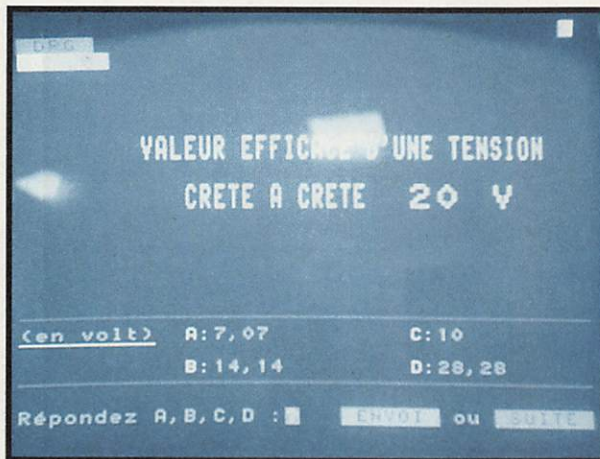 DRG
VALEUR EFFICACE D'UNE TENSION
CRETE A CRETE 20 V
(en volt) A:7,07 C:10
B:14,14 D:28,28
Répondez A,B,C,D : ENVOI ou SUITE